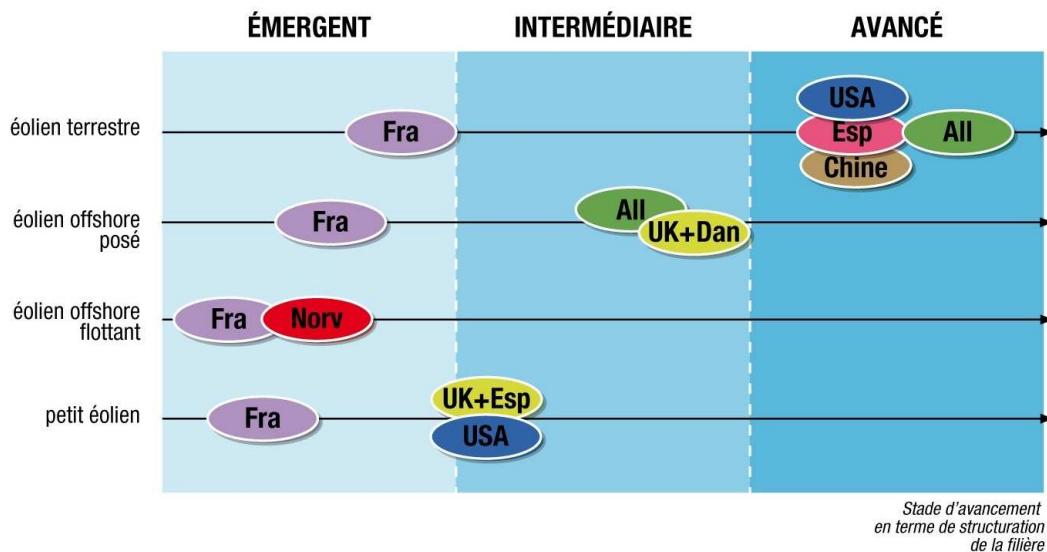 ÉMERGENT INTERMÉDIAIRE AVANCÉ
USA
éolien terrestre Fra Esp All
Chine
éolien offshore
posé
Fra All
UK+Dan
éolien offshore
flottant
Fra Norv
UK+Esp
petit éolien Fra
USA
Stade d'avancement
en terme de structuration
de la filière